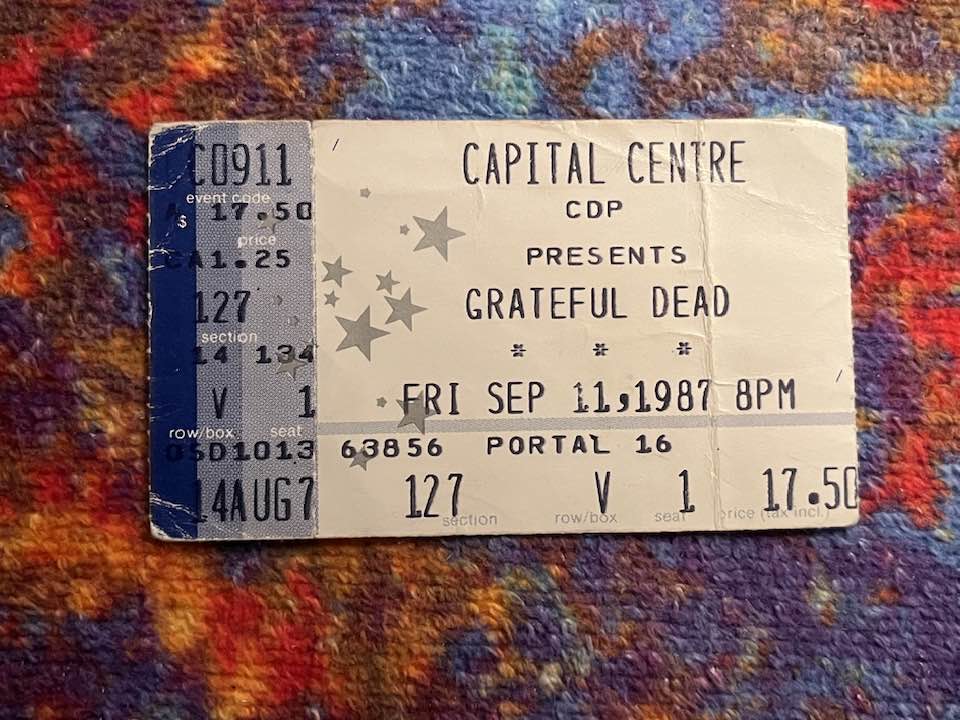 C0911
event code
A 17.50
$
price
CA1.25
127
section
14 134
V 1
row/box seat
OSD1013
14AUG7
CAPITAL CENTRE
CDP
PRESENTS
GRATEFUL DEAD
* * *
FRI SEP 11,1987 8PM
63856 PORTAL 16
127 V 1 17.50
section row/box seat price (tax incl.)